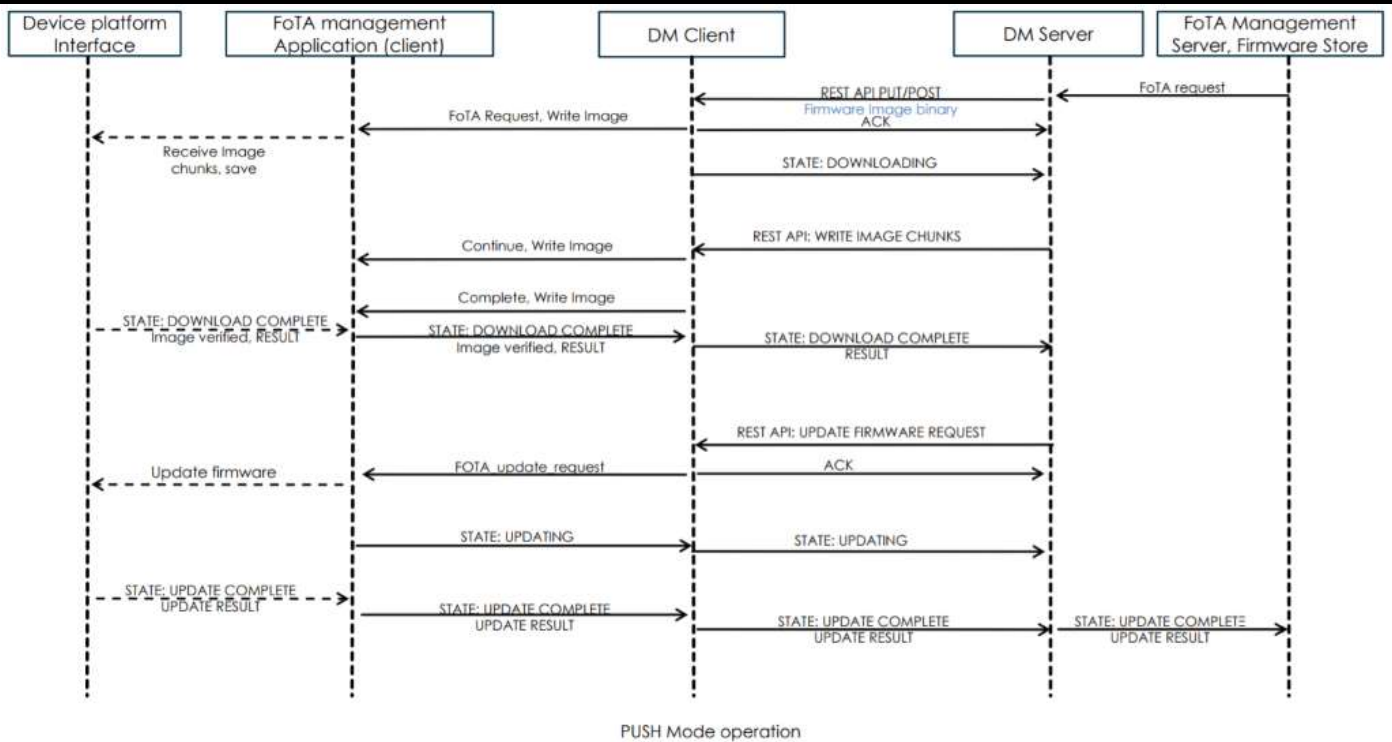 Device platform
Interface
FoTA management
Application (client)
DM Client
DM Server
FoTA Management
Server, Firmware Store
REST API PUT/POST
FoTA request
Firmware Image binary
FoTA Request, Write Image
ACK
Receive Image
chunks, save
STATE: DOWNLOADING
REST API: WRITE IMAGE CHUNKS
Continue, Write Image
Complete, Write Image
STATE: DOWNLOAD COMPLETE
Image verified, RESULT
STATE: DOWNLOAD COMPLETE
Image verified, RESULT
STATE: DOWNLOAD COMPLETE
RESULT
REST API: UPDATE FIRMWARE REQUEST
Update firmware
FOTA_update_request
ACK
STATE: UPDATING
STATE: UPDATING
STATE: UPDATE COMPLETE
UPDATE RESULT
STATE: UPDATE COMPLETE
UPDATE RESULT
STATE: UPDATE COMPLETE
UPDATE RESULT
STATE: UPDATE COMPLETE
UPDATE RESULT
PUSH Mode operation